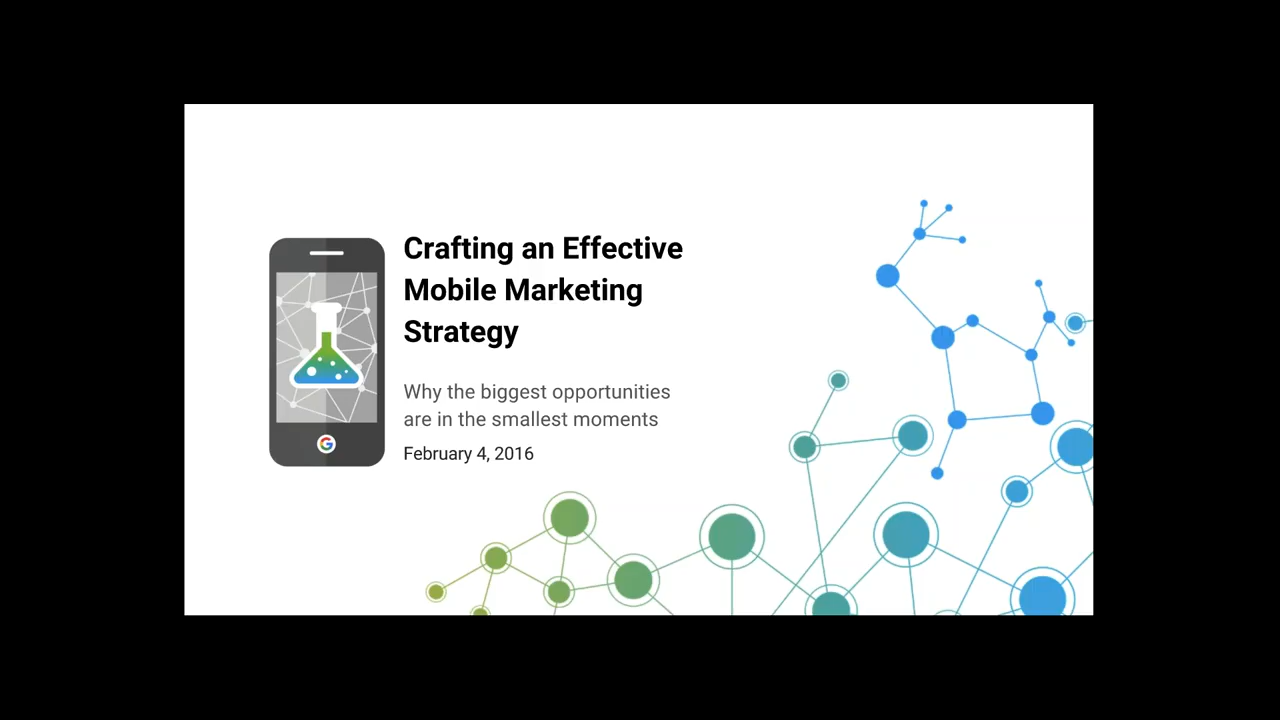 Crafting an Effective
Mobile Marketing
Strategy
Why the biggest opportunities
are in the smallest moments
February 4, 2016
G